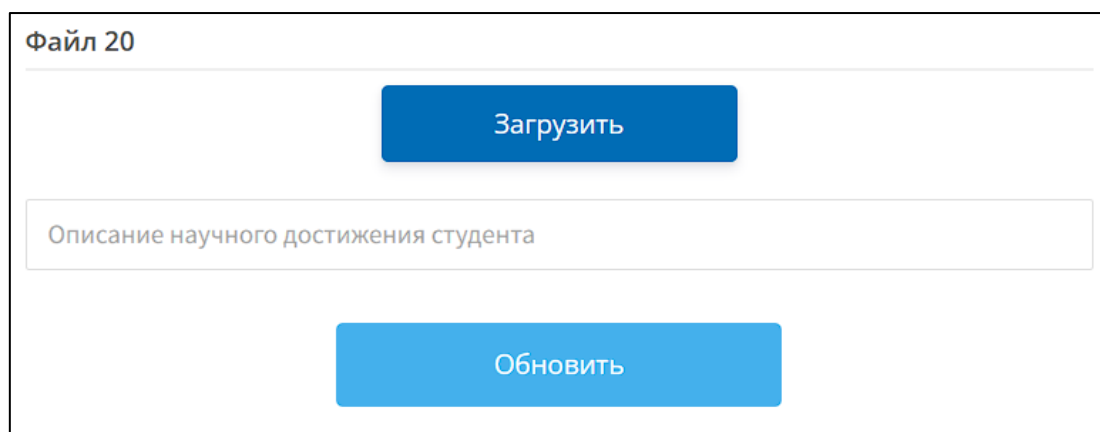 Файл 20
Загрузить
Описание научного достижения студента
Обновить